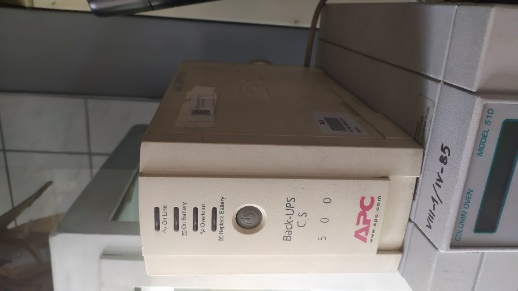 On Line
On Battery
Overload
Replace Battery
Back-UPS
CS
500
APC
www.apc.com
VIII-1/IV-85
COLUMN OVEN
MODEL 510